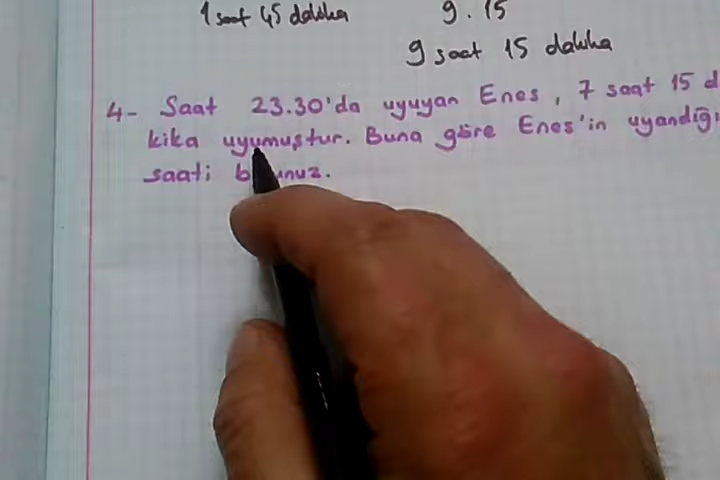 1 saat 45 dakika
9.15
9 saat 15 dakika
4- Saat 23.30'da uyuyan Enes, 7 saat 15 d
kika uyumuştur. Buna göre Enes'in uyandığı
saati